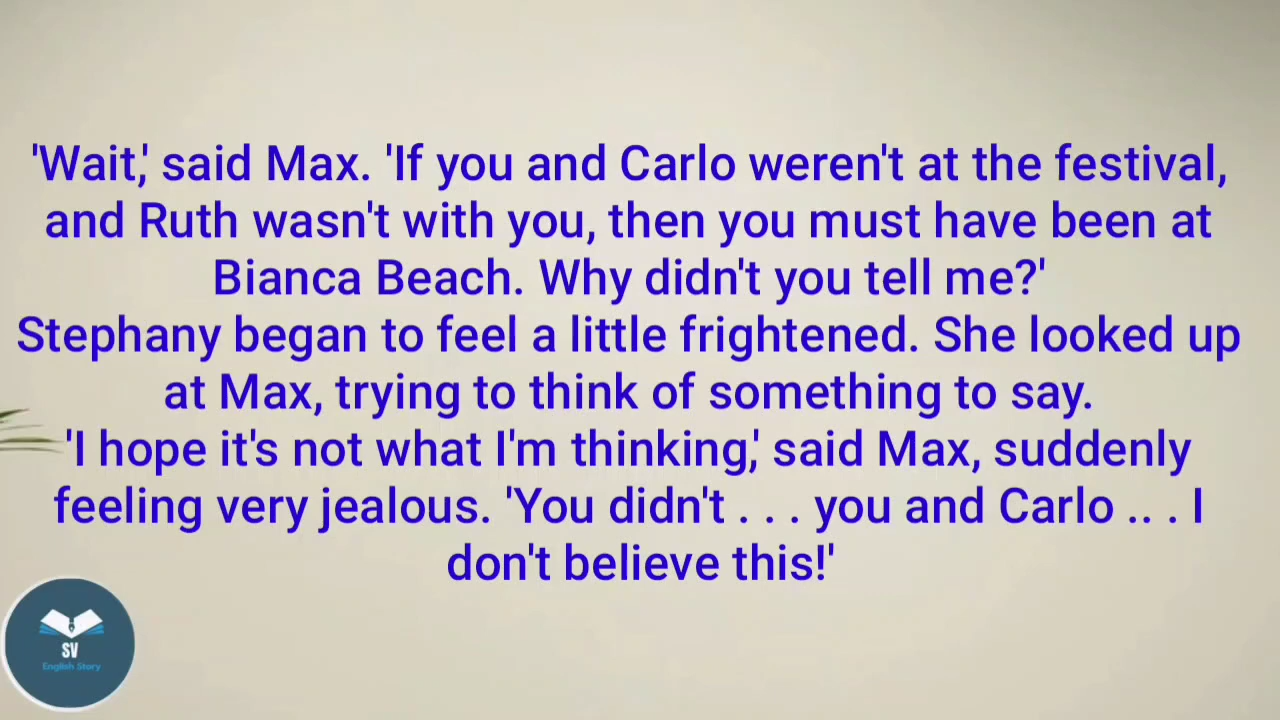 'Wait,' said Max. 'If you and Carlo weren't at the festival,
and Ruth wasn't with you, then you must have been at
Bianca Beach. Why didn't you tell me?'
Stephany began to feel a little frightened. She looked up
at Max, trying to think of something to say.
'I hope it's not what I'm thinking,' said Max, suddenly
feeling very jealous. 'You didn't . . . you and Carlo .. . I
don't believe this!'
SV
English Story